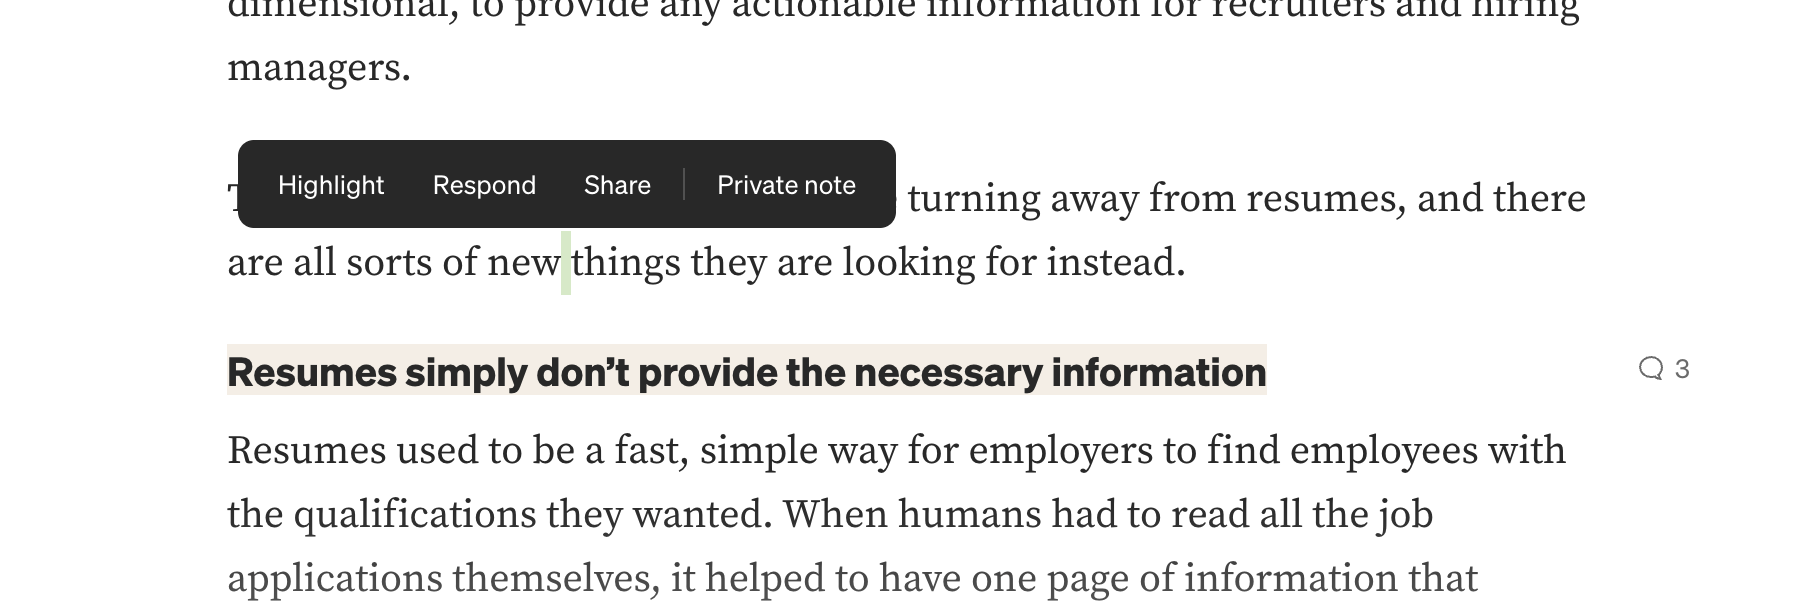 dimensional, to provide any actionable information for recruiters and hiring
managers.
Highlight Respond Share Private note
turning away from resumes, and there
are all sorts of new things they are looking for instead.
Resumes simply don’t provide the necessary information
3
Resumes used to be a fast, simple way for employers to find employees with
the qualifications they wanted. When humans had to read all the job
applications themselves, it helped to have one page of information that